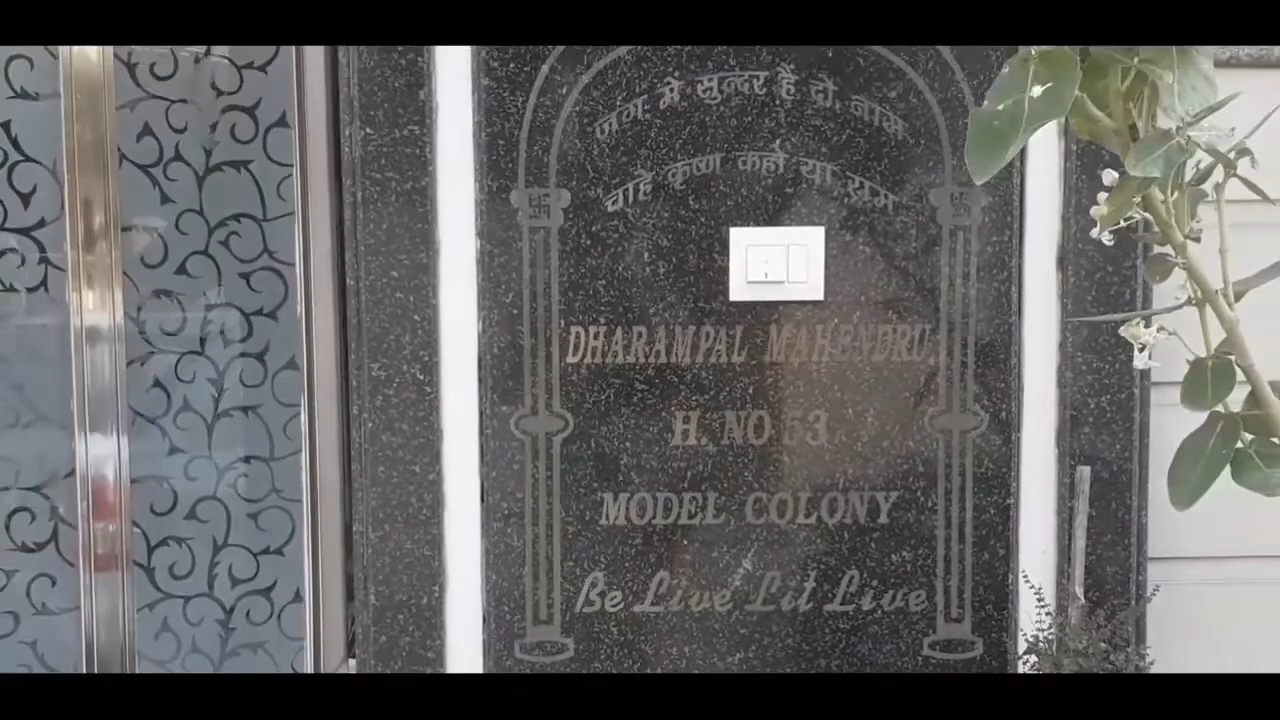 जग में सुन्दर हैं दो नाम
चाहे कृष्ण कहो या राम
DHARAMPAL MAHENDRU
H. NO 53
MODEL COLONY
Be Live Lit Live